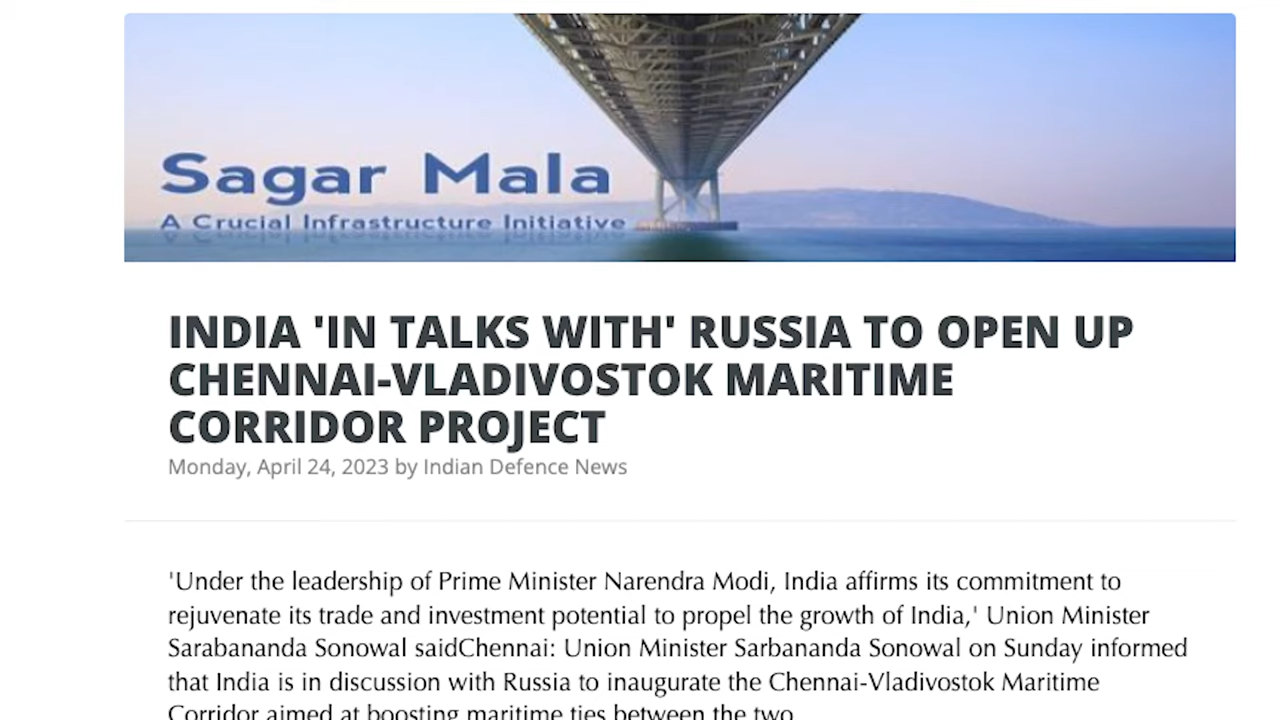 Sagar Mala
A Crucial Infrastructure Initiative
INDIA 'IN TALKS WITH' RUSSIA TO OPEN UP
CHENNAI-VLADIVOSTOK MARITIME
CORRIDOR PROJECT
Monday, April 24, 2023 by Indian Defence News
'Under the leadership of Prime Minister Narendra Modi, India affirms its commitment to
rejuvenate its trade and investment potential to propel the growth of India,' Union Minister
Sarabananda Sonowal saidChennai: Union Minister Sarbananda Sonowal on Sunday informed
that India is in discussion with Russia to inaugurate the Chennai-Vladivostok Maritime
Corridor aimed at boosting maritime ties between the two